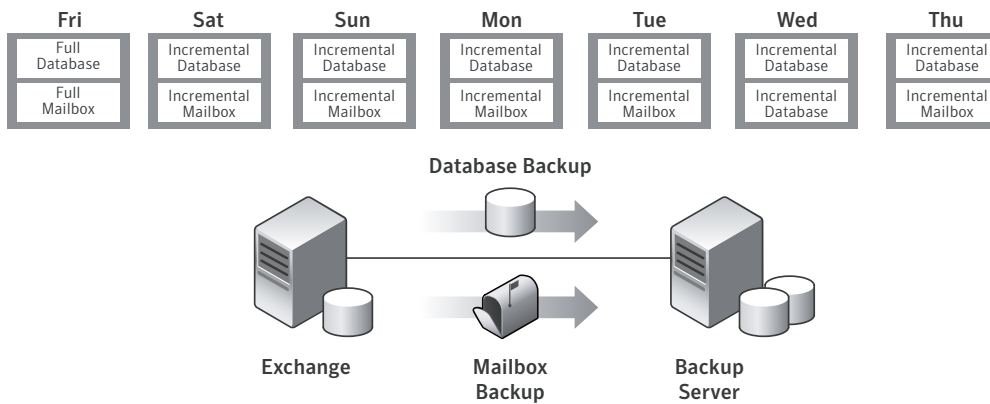 Fri
Sat
Sun
Mon
Tue
Wed
Thu
Full
Database
Incremental
Database
Incremental
Database
Incremental
Database
Incremental
Database
Incremental
Database
Incremental
Database
Full
Mailbox
Incremental
Mailbox
Incremental
Mailbox
Incremental
Mailbox
Incremental
Mailbox
Incremental
Database
Incremental
Mailbox
Database Backup
Exchange
Mailbox
Backup
Backup
Server